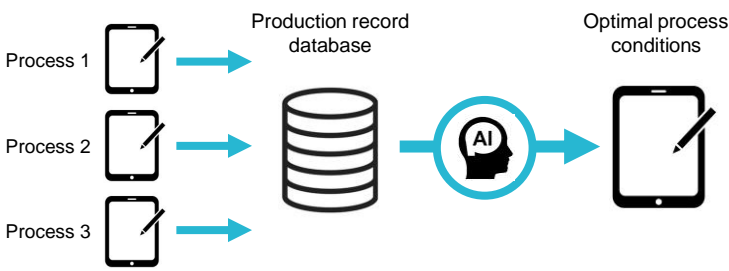 Production record
database
Optimal process
conditions
Process 1
Process 2
Process 3
AI